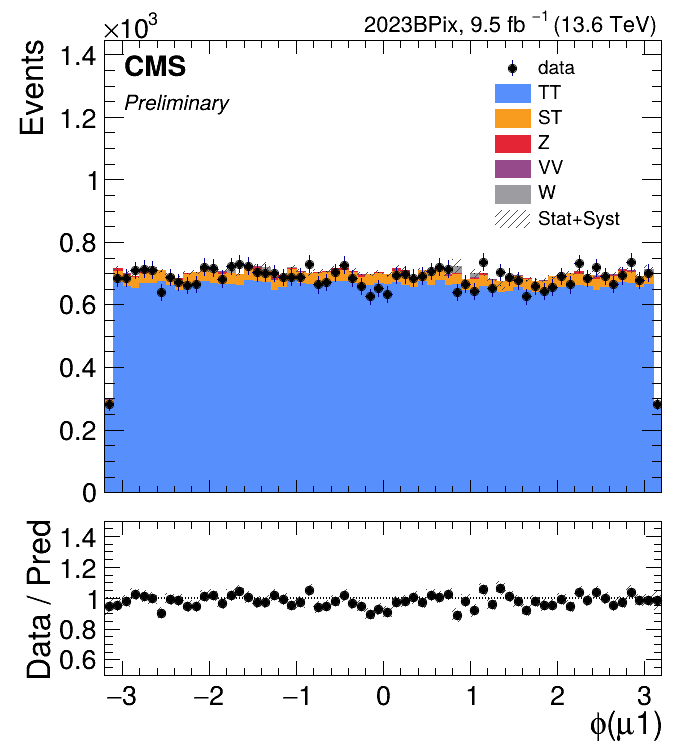 ×10³
2023BPix, 9.5 fb⁻¹ (13.6 TeV)
CMS
Preliminary
Events
1.4
1.2
1
0.8
0.6
0.4
0.2
0
data
TT
ST
Z
VV
W
Stat+Syst
Data / Pred
1.4
1.2
1
0.8
0.6
−3 −2 −1 0 1 2 3
ϕ(μ1)